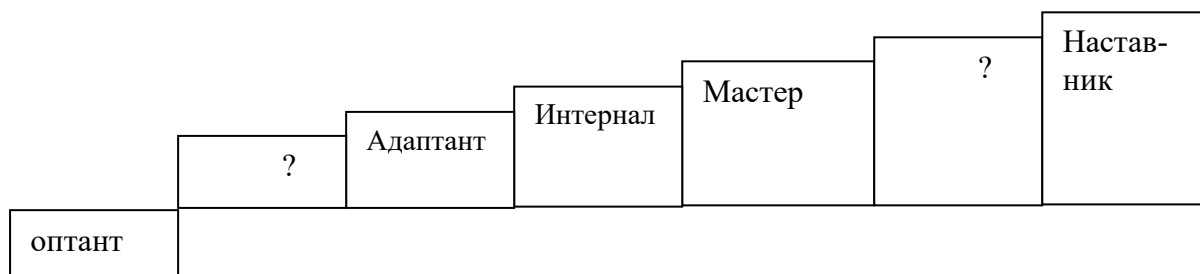 оптант
?
Адаптант
Интернал
Мастер
?
Настав-
ник